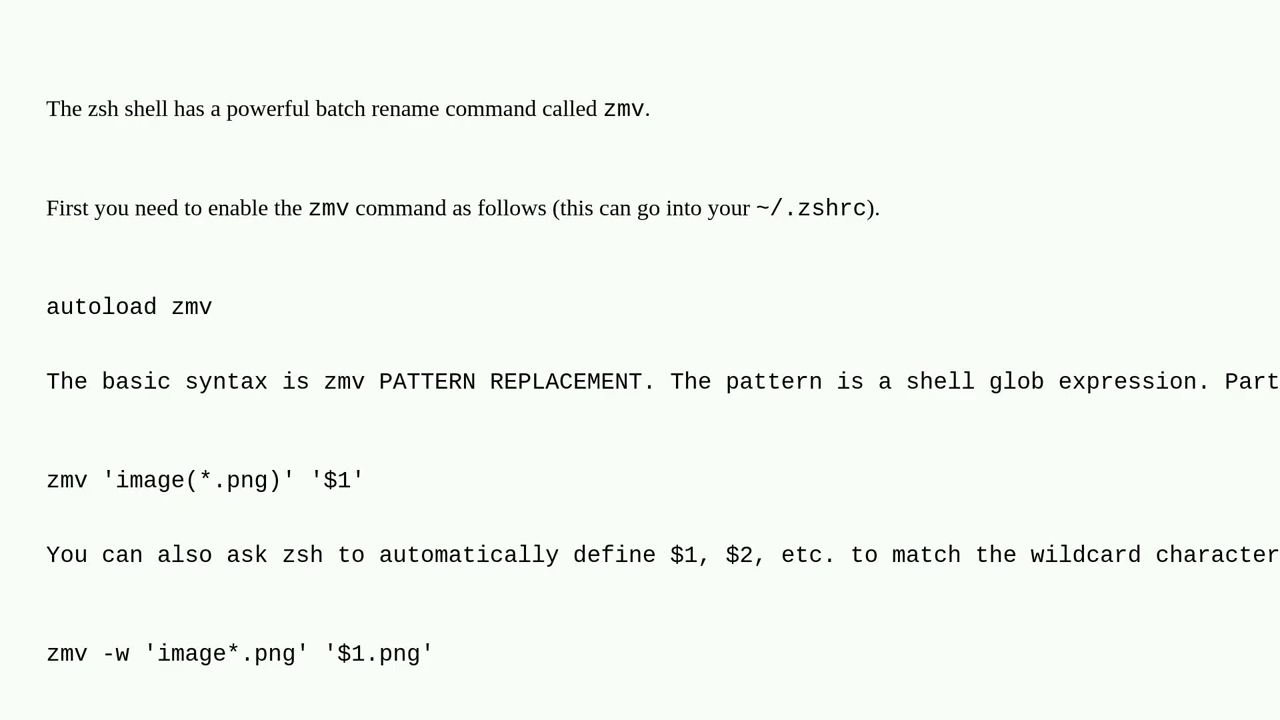 The zsh shell has a powerful batch rename command called zmv.
First you need to enable the zmv command as follows (this can go into your ~/.zshrc).
autoload zmv
The basic syntax is zmv PATTERN REPLACEMENT. The pattern is a shell glob expression. Part
zmv 'image(*.png)' '$1'
You can also ask zsh to automatically define $1, $2, etc. to match the wildcard character
zmv -w 'image*.png' '$1.png'